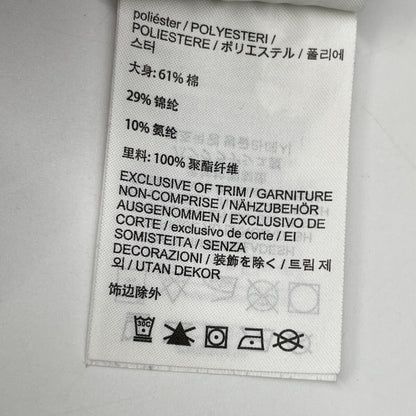 poliéster / POLYESTERI /
POLIESTERE / ポリエステル / 폴리에
스터
大身: 61% 棉
29% 锦纶
10% 氨纶
里料: 100% 聚酯纤维
EXCLUSIVE OF TRIM / GARNITURE
NON-COMPRISE / NÄHZUBEHÖR
AUSGENOMMEN / EXCLUSIVO DE
CORTE / exclusivo de corte / EI
SOMISTEITA / SENZA
DECORAZIONI / 装飾を除く / 트림 제
외 / UTAN DEKOR
饰边除外
30C